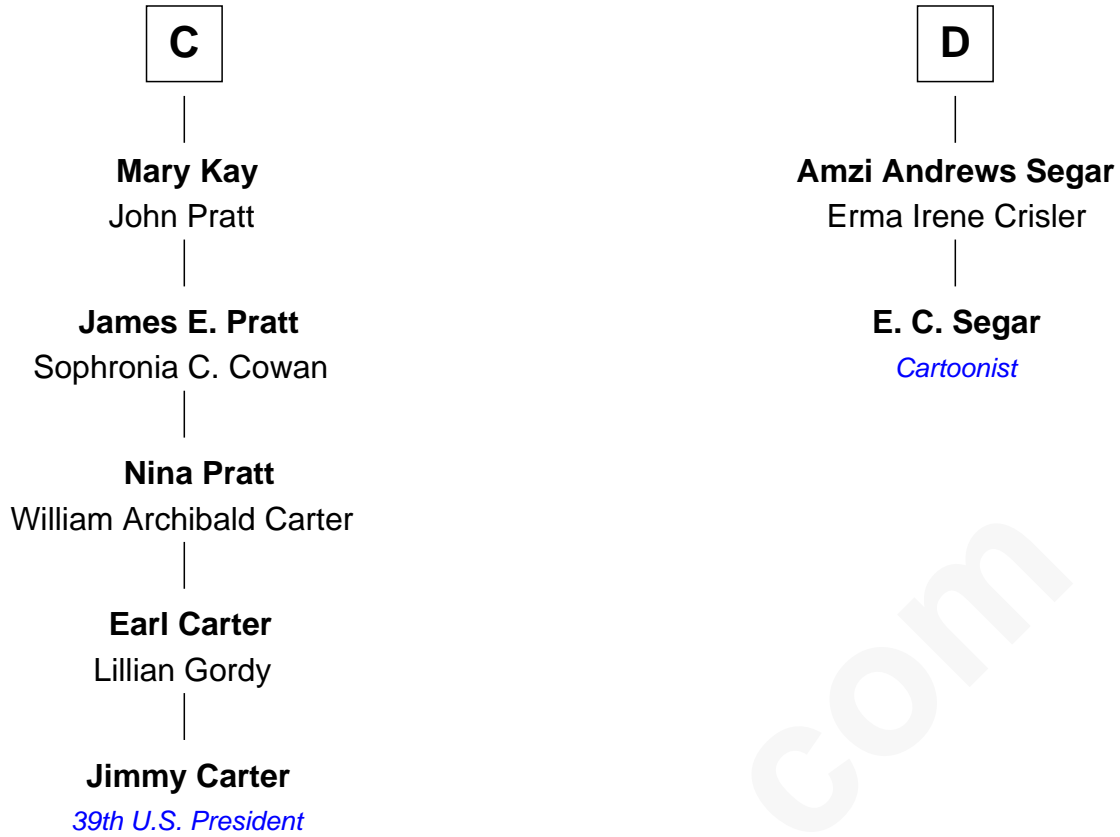 C
Mary Kay
John Pratt
James E. Pratt
Sophronia C. Cowan
Nina Pratt
William Archibald Carter
Earl Carter
Lillian Gordy
Jimmy Carter
39th U.S. President
D
Amzi Andrews Segar
Erma Irene Crisler
E. C. Segar
Cartoonist
com